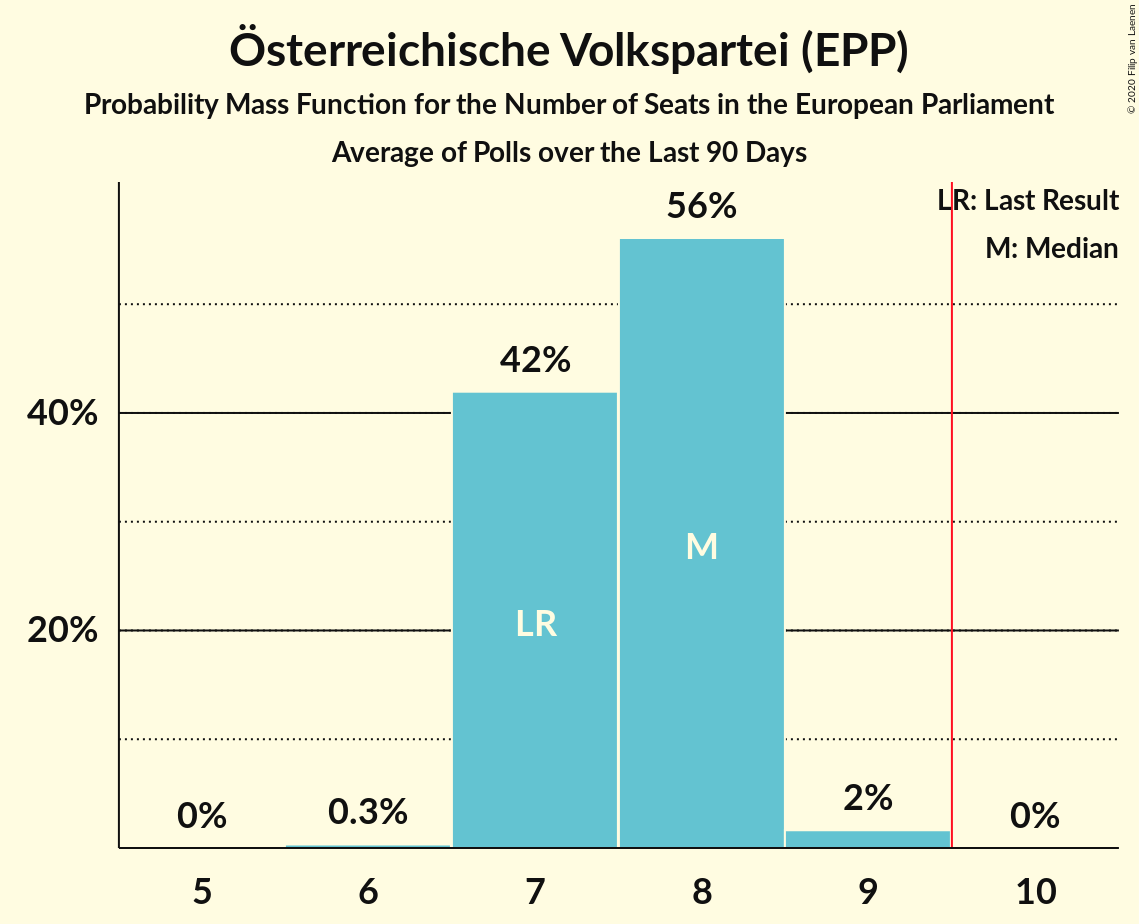 Österreichische Volkspartei (EPP)
Probability Mass Function for the Number of Seats in the European Parliament
Average of Polls over the Last 90 Days
© 2020 Filip van Laenen
LR: Last Result
M: Median
56%
42%
40%
M
LR
20%
0%
0.3%
2%
0%
5
6
7
8
9
10